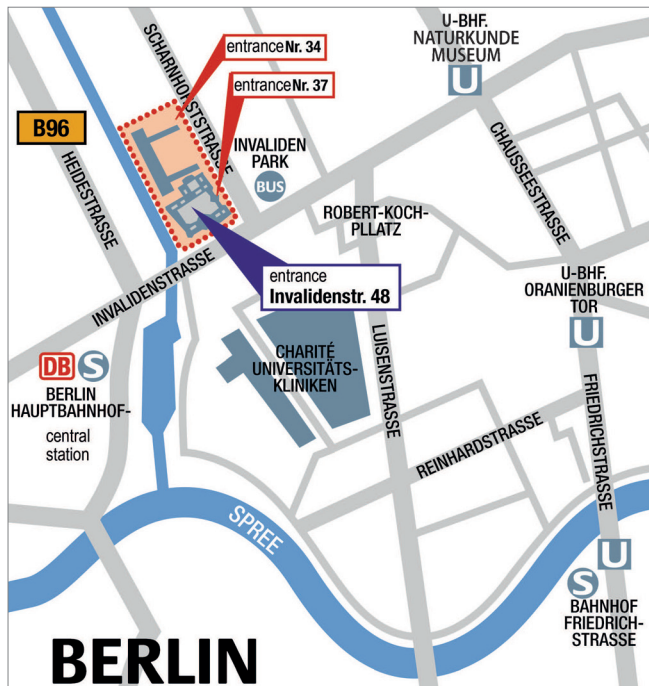 U-BHF.
NATURKUNDE
MUSEUM
U
SCHARNHOFSTSTRASSE
entrance Nr. 34
entrance Nr. 37
B96
HEIDESTRASSE
INVALIDEN
PARK
BUS
CHAUSSEESTRASSE
ROBERT-KOCH-
PLLATZ
INVALIDENSTRASSE
entrance
Invalidenstr. 48
U-BHF.
ORANIENBURGER
TOR
U
DB S
BERLIN
HAUPTBAHNHOF-
central
station
CHARITÉ
UNIVERSITÄTS-
KLINIKEN
LUISENSTRASSE
REINHARDSTRASSE
FRIEDRICHSTRASSE
SPREE
U
S
BAHNHOF
FRIEDRICH-
STRASSE
BERLIN